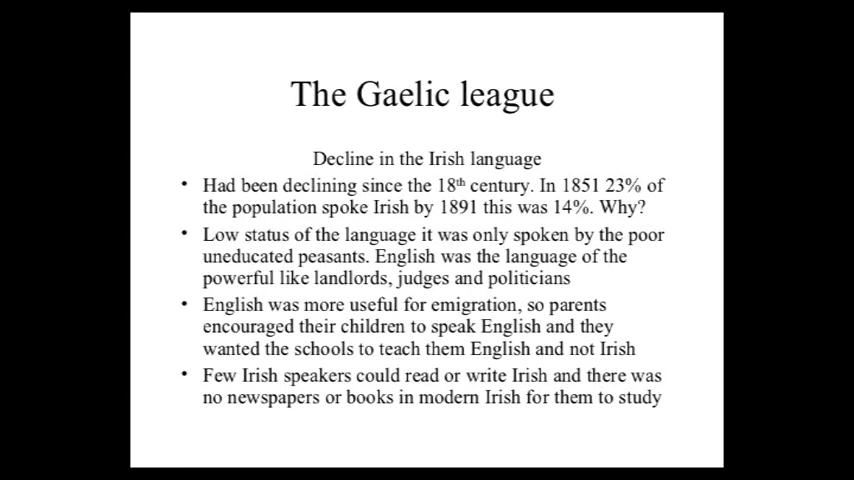 The Gaelic league
Decline in the Irish language
• Had been declining since the 18th century. In 1851 23% of
the population spoke Irish by 1891 this was 14%. Why?
• Low status of the language it was only spoken by the poor
uneducated peasants. English was the language of the
powerful like landlords, judges and politicians
• English was more useful for emigration, so parents
encouraged their children to speak English and they
wanted the schools to teach them English and not Irish
• Few Irish speakers could read or write Irish and there was
no newspapers or books in modern Irish for them to study